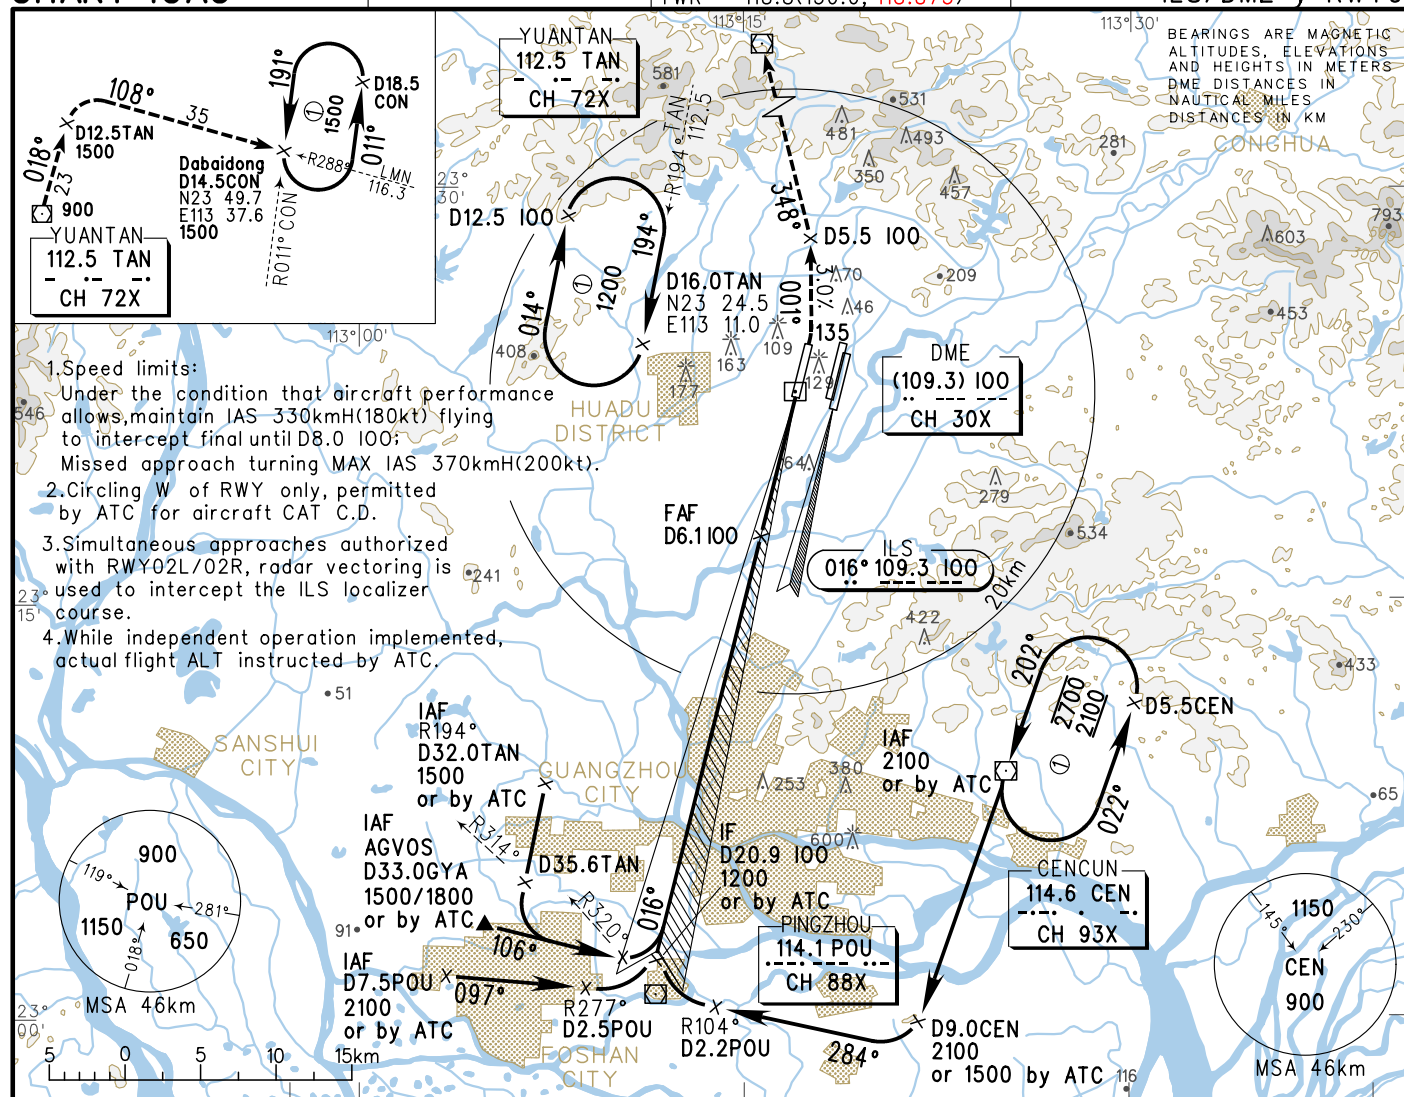 113°15'
113°30'
BEARINGS ARE MAGNETIC
ALTITUDES, ELEVATIONS
AND HEIGHTS IN METERS
DME DISTANCES IN
NAUTICAL MILES
DISTANCES IN KM
CONGHUA
191°
108°
35
D12.5TAN
1500
018°
23
900
YUANTAN
112.5 TAN
CH 72X
Dabaidong
D14.5CON
N23 49.7
E113 37.6
1500
①
1500
011°
D18.5
CON
R288°
LMN
116.3
R011° CON
YUANTAN
112.5 TAN
CH 72X
581
R194° TAN
112.5
531
481
493
350
457
281
793
603
453
209
23°
30'
D12.5 IOO
194°
014°
①
1200
D16.0TAN
N23 24.5
E113 11.0
348°
D5.5 IOO
3.0%
001°
70
46
135
109
163
129
177
408
546
113°00'
HUADU
DISTRICT
DME
(109.3) IOO
CH 30X
1.Speed limits:
Under the condition that aircraft performance
allows,maintain IAS 330kmH(180kt) flying
to intercept final until D8.0 IOO;
Missed approach turning MAX IAS 370kmH(200kt).
2.Circling W of RWY only, permitted
by ATC for aircraft CAT C.D.
3.Simultaneous approaches authorized
with RWY02L/02R, radar vectoring is
used to intercept the ILS localizer
course.
4.While independent operation implemented,
actual flight ALT instructed by ATC.
64
279
534
FAF
D6.1 IOO
ILS
016° 109.3 IOO
20km
422
433
241
23°
15'
51
SANSHUI
CITY
IAF
R194°
D32.0TAN
1500
or by ATC
GUANGZHOU
CITY
253
380
600
IAF
2100
or by ATC
202°
2700
2100
①
022°
D5.5CEN
65
R314°
D35.6TAN
IAF
AGVOS
D33.0GYA
1500/1800
or by ATC
106°
R320°
016°
IF
D20.9 IOO
1200
or by ATC
CENCUN
114.6 CEN
CH 93X
PINGZHOU
114.1 POU
CH 88X
900
119°
POU
281°
1150
650
018°
MSA 46km
91
IAF
D7.5POU
2100
or by ATC
097°
R277°
D2.5POU
R104°
D2.2POU
284°
D9.0CEN
2100
or 1500 by ATC
FOSHAN
CITY
23°
00'
5 0 5 10 15km
116
1150
145°
230°
CEN
900
MSA 46km